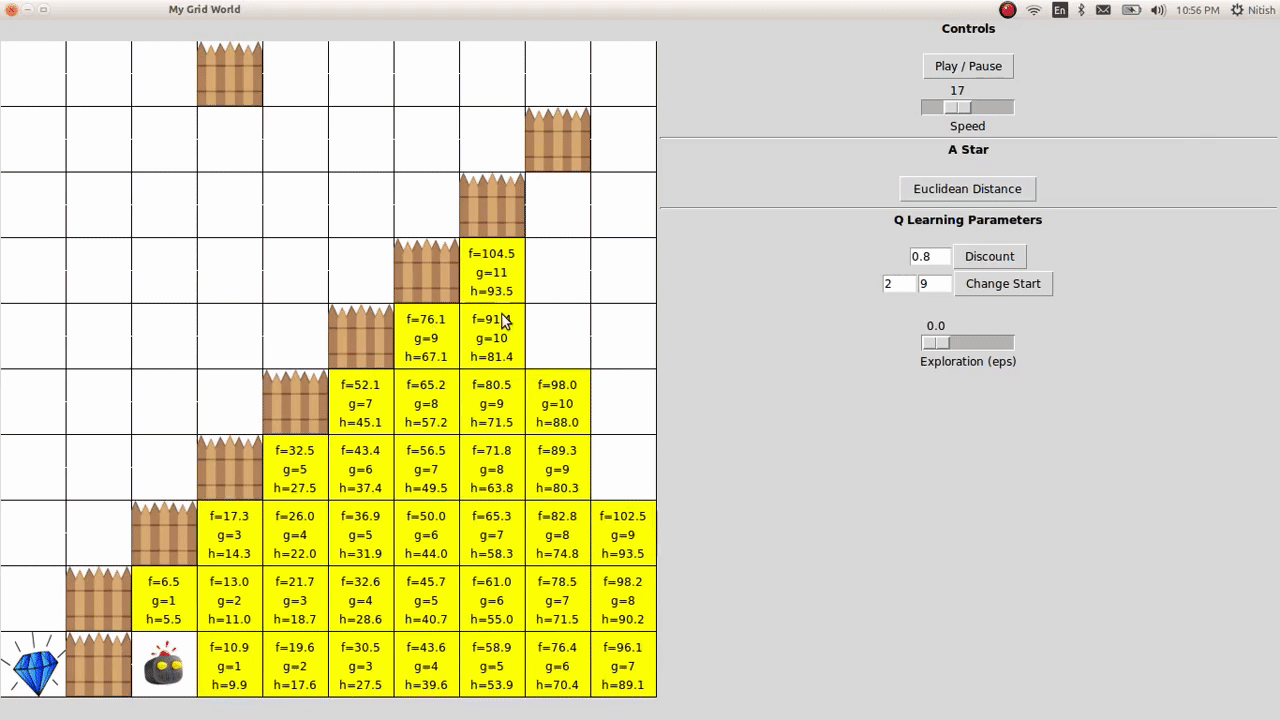 My Grid World
En
10:56 PM
Nitish
Controls
Play / Pause
17
Speed
A Star
Euclidean Distance
Q Learning Parameters
0.8 Discount
2 9 Change Start
0.0
Exploration (eps)
f=104.5
g=11
h=93.5
f=76.1
g=9
h=67.1
g=10
h=81.4
f=52.1 f=65.2 f=80.5 f=98.0
g=7 g=8 g=9 g=10
h=45.1 h=57.2 h=71.5 h=88.0
f=32.5 f=43.4 f=56.5 f=71.8 f=89.3
g=5 g=6 g=7 g=8 g=9
h=27.5 h=37.4 h=49.5 h=63.8 h=80.3
f=17.3 f=26.0 f=36.9 f=50.0 f=65.3 f=82.8 f=102.5
g=3 g=4 g=5 g=6 g=7 g=8 g=9
h=14.3 h=22.0 h=31.9 h=44.0 h=58.3 h=74.8 h=93.5
f=6.5 f=13.0 f=21.7 f=32.6 f=45.7 f=61.0 f=78.5 f=98.2
g=1 g=2 g=3 g=4 g=5 g=6 g=7 g=8
h=5.5 h=11.0 h=18.7 h=28.6 h=40.7 h=55.0 h=71.5 h=90.2
f=10.9 f=19.6 f=30.5 f=43.6 f=58.9 f=76.4 f=96.1
g=1 g=2 g=3 g=4 g=5 g=6 g=7
h=9.9 h=17.6 h=27.5 h=39.6 h=53.9 h=70.4 h=89.1